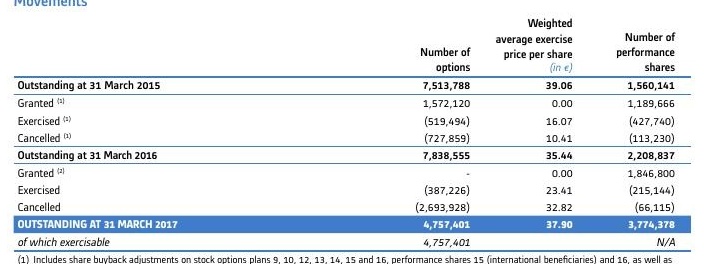 Movements
Number of options Weighted average exercise price per share (in €) Number of performance shares
Outstanding at 31 March 2015 7,513,788 39.06 1,560,141
Granted (1) 1,572,120 0.00 1,189,666
Exercised (1) (519,494) 16.07 (427,740)
Cancelled (1) (727,859) 10.41 (113,230)
Outstanding at 31 March 2016 7,838,555 35.44 2,208,837
Granted (2) - 0.00 1,846,800
Exercised (387,226) 23.41 (215,144)
Cancelled (2,693,928) 32.82 (66,115)
OUTSTANDING AT 31 MARCH 2017 4,757,401 37.90 3,774,378
of which exercisable 4,757,401 N/A
(1) Includes share buyback adjustments on stock options plans 9, 10, 12, 13, 14, 15 and 16, performance shares 15 (international beneficiaries) and 16, as well as